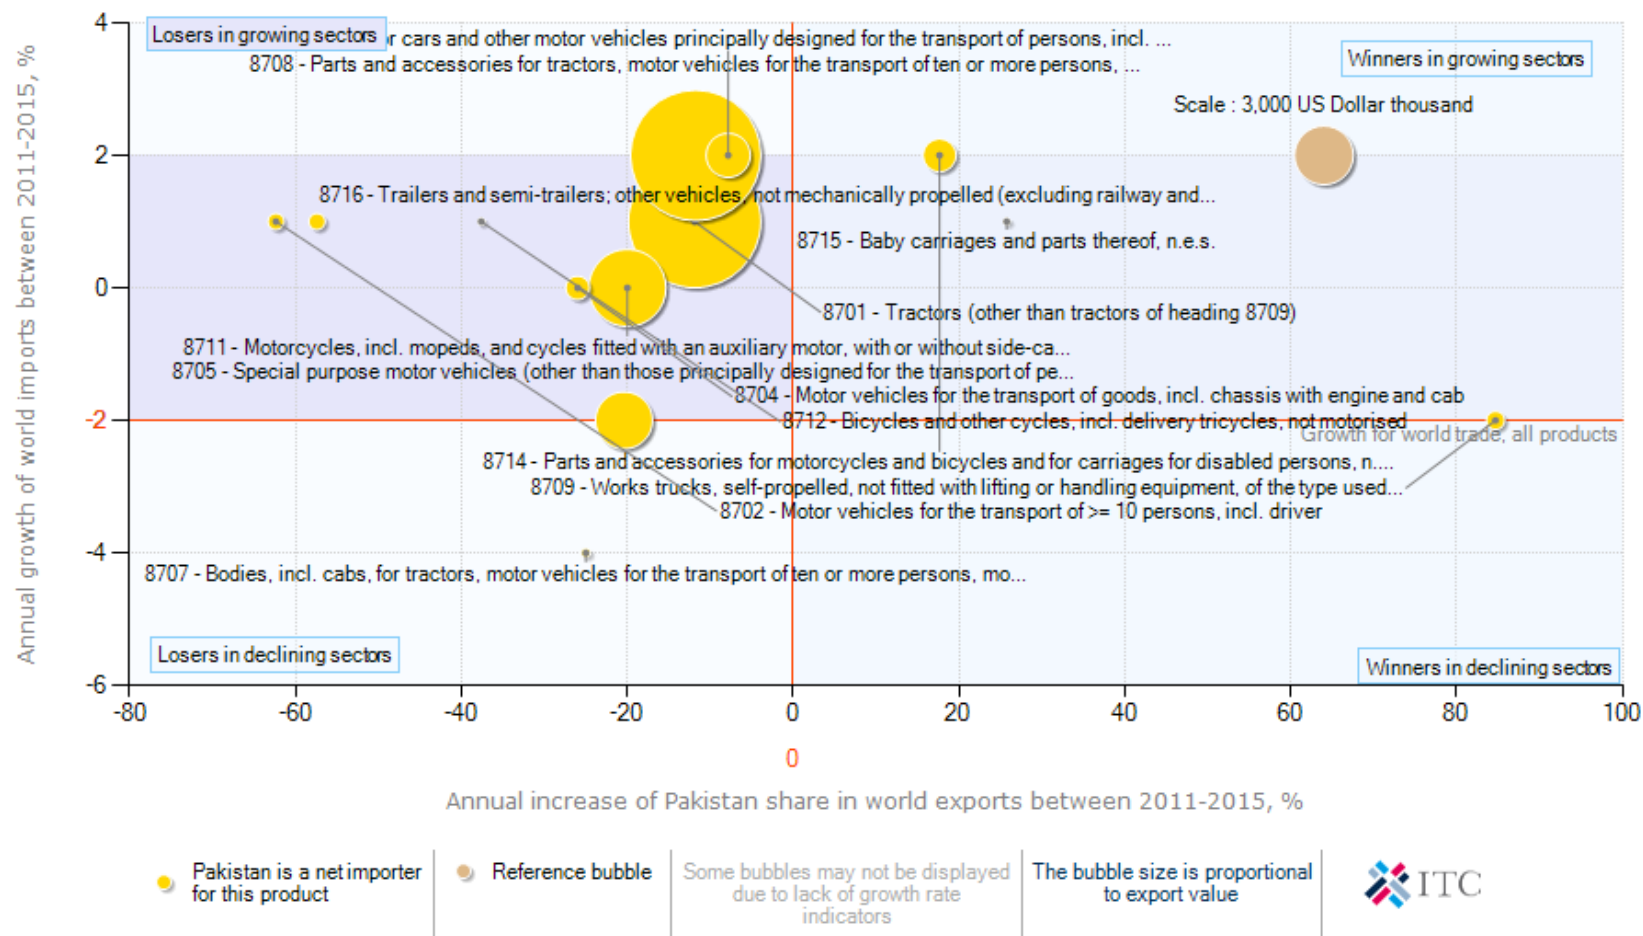 4
Losers in growing sectors
r cars and other motor vehicles principally designed for the transport of persons, incl. ...
8708 - Parts and accessories for tractors, motor vehicles for the transport of ten or more persons, ...
Winners in growing sectors
Scale : 3,000 US Dollar thousand
2
8716 - Trailers and semi-trailers; other vehicles, not mechanically propelled (excluding railway and...
8715 - Baby carriages and parts thereof, n.e.s.
0
8701 - Tractors (other than tractors of heading 8709)
8711 - Motorcycles, incl. mopeds, and cycles fitted with an auxiliary motor, with or without side-ca...
8705 - Special purpose motor vehicles (other than those principally designed for the transport of pe...
8704 - Motor vehicles for the transport of goods, incl. chassis with engine and cab
-2
8712 - Bicycles and other cycles, incl. delivery tricycles, not motorised
Growth for world trade, all products
8714 - Parts and accessories for motorcycles and bicycles and for carriages for disabled persons, n....
8709 - Works trucks, self-propelled, not fitted with lifting or handling equipment, of the type used...
8702 - Motor vehicles for the transport of >= 10 persons, incl. driver
-4
8707 - Bodies, incl. cabs, for tractors, motor vehicles for the transport of ten or more persons, mo...
Losers in declining sectors
Winners in declining sectors
-6
Annual growth of world imports between 2011-2015, %
-80 -60 -40 -20 0 20 40 60 80 100
0
Annual increase of Pakistan share in world exports between 2011-2015, %
Pakistan is a net importer
for this product
Reference bubble
Some bubbles may not be displayed
due to lack of growth rate
indicators
The bubble size is proportional
to export value
ITC